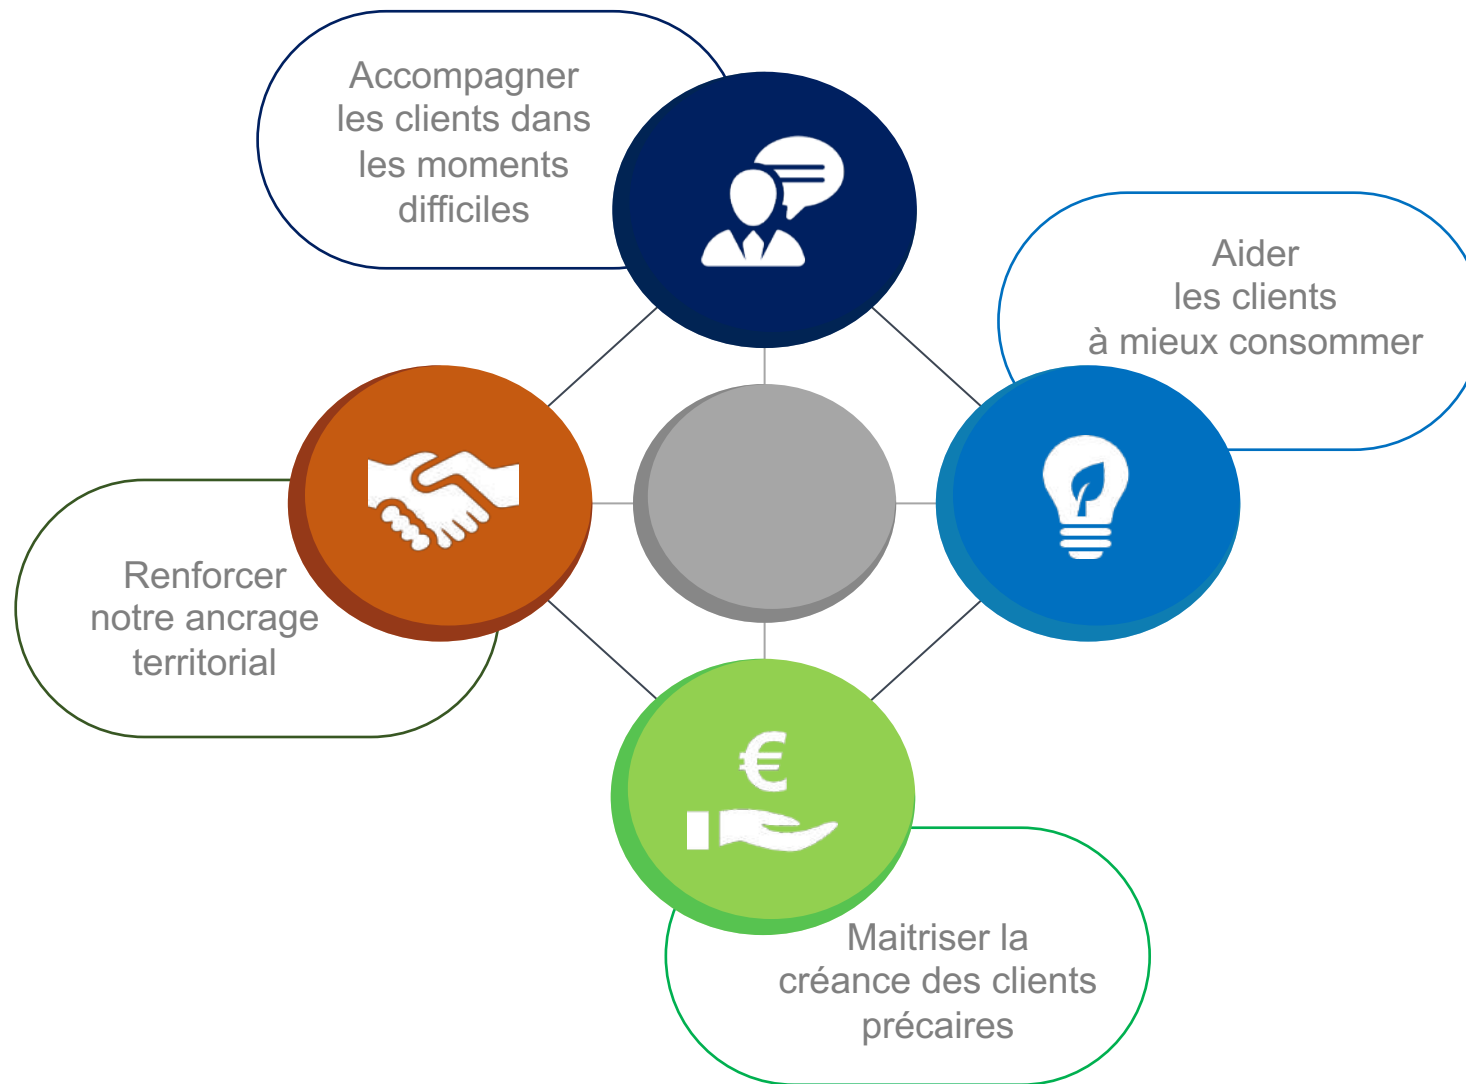 Accompagner
les clients dans
les moments
difficiles
Aider
les clients
à mieux consommer
Renforcer
notre ancrage
territorial
€
Maitriser la
créance des clients
précaires